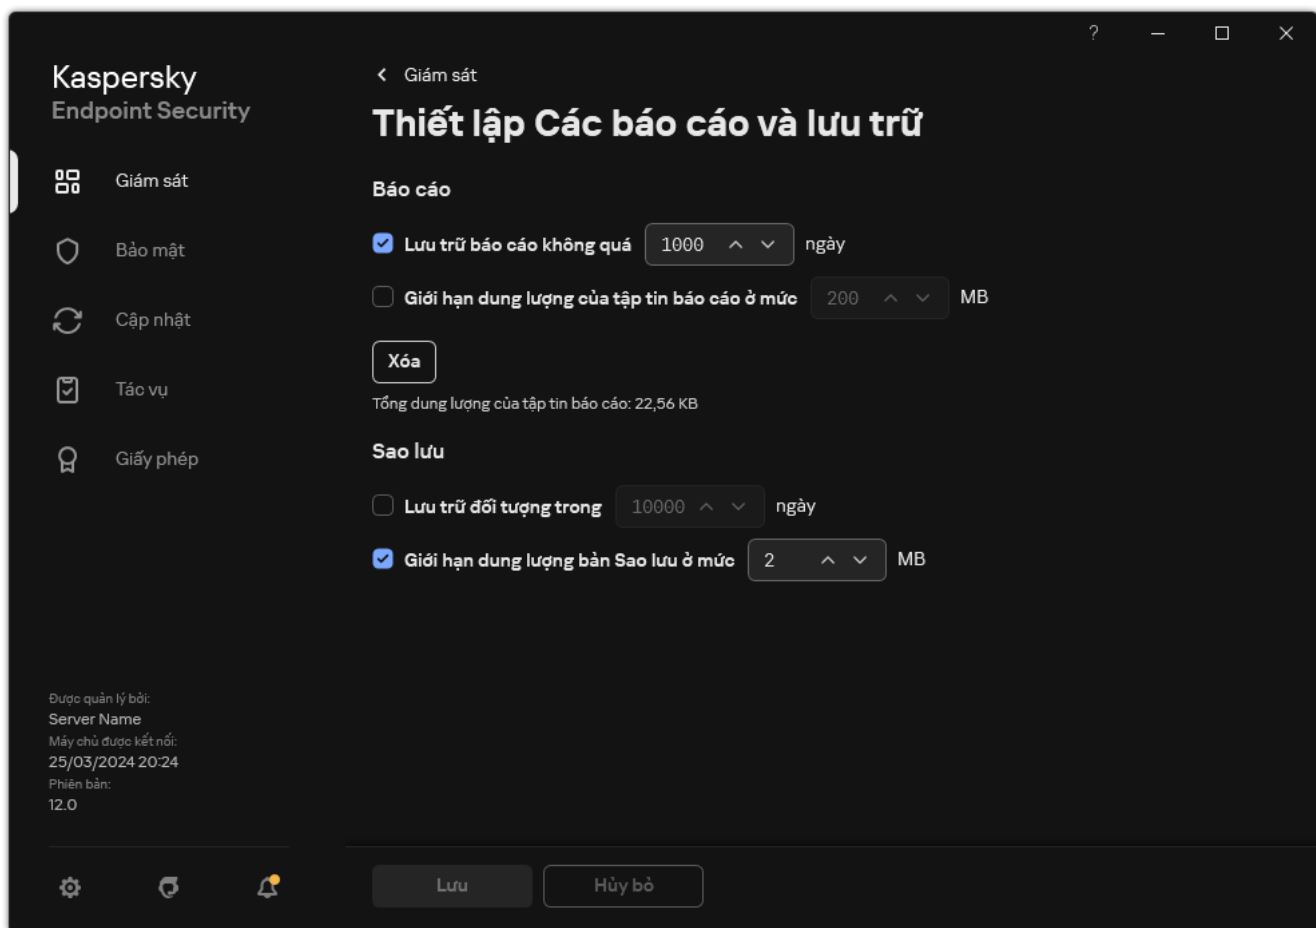 ?
Kaspersky
Endpoint Security
Giám sát
Bảo mật
Cập nhật
Tác vụ
Giấy phép
Được quản lý bởi:
Server Name
Máy chủ được kết nối:
25/03/2024 20:24
Phiên bản:
12.0
Giám sát
Thiết lập Các báo cáo và lưu trữ
Báo cáo
Lưu trữ báo cáo không quá 1000 ngày
Giới hạn dung lượng của tập tin báo cáo ở mức 200 MB
Xóa
Tổng dung lượng của tập tin báo cáo: 22,56 KB
Sao lưu
Lưu trữ đối tượng trong 10000 ngày
Giới hạn dung lượng bản Sao lưu ở mức 2 MB
Lưu Hủy bỏ